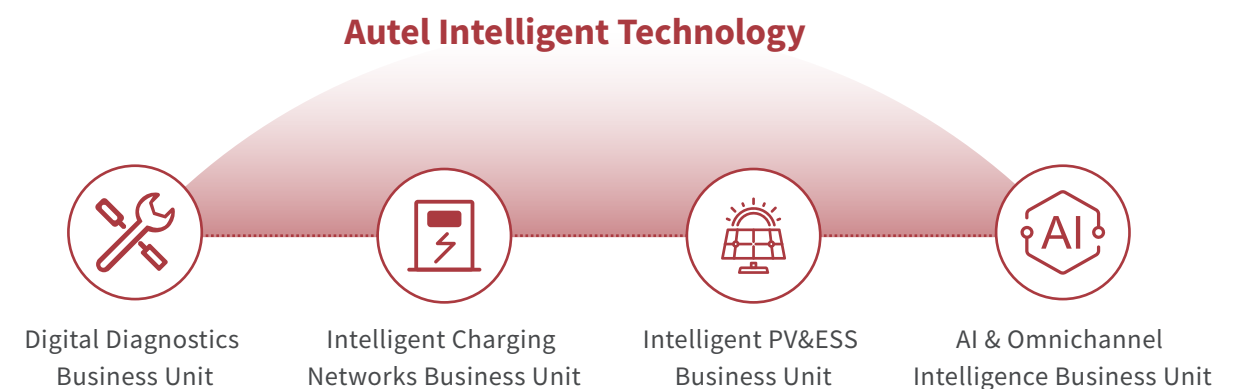 Autel Intelligent Technology
AI
Digital Diagnostics
Business Unit
Intelligent Charging
Networks Business Unit
Intelligent PV&ESS
Business Unit
AI & Omnichannel
Intelligence Business Unit